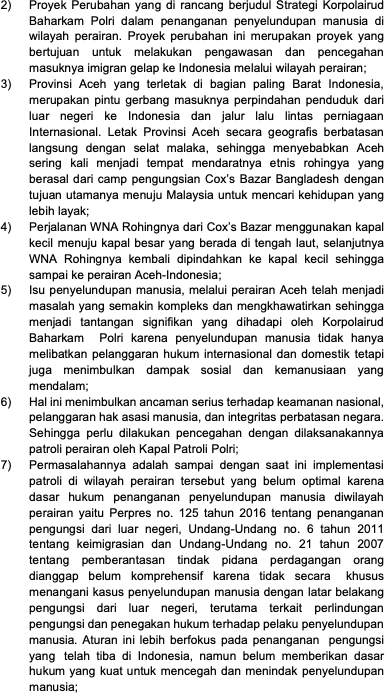 2) Proyek Perubahan yang di rancang berjudul Strategi Korpolairud
Baharkam Polri dalam penanganan penyelundupan manusia di
wilayah perairan. Proyek perubahan ini merupakan proyek yang
bertujuan untuk melakukan pengawasan dan pencegahan
masuknya imigran gelap ke Indonesia melalui wilayah perairan;
3) Provinsi Aceh yang terletak di bagian paling Barat Indonesia,
merupakan pintu gerbang masuknya perpindahan penduduk dari
luar negeri ke Indonesia dan jalur lalu lintas perniagaan
Internasional. Letak Provinsi Aceh secara geografis berbatasan
langsung dengan selat malaka, sehingga menyebabkan Aceh
sering kali menjadi tempat mendaratnya etnis rohingya yang
berasal dari camp pengungsian Cox's Bazar Bangladesh dengan
tujuan utamanya menuju Malaysia untuk mencari kehidupan yang
lebih layak;
4) Perjalanan WNA Rohingnya dari Cox's Bazar menggunakan kapal
kecil menuju kapal besar yang berada di tengah laut, selanjutnya
WNA Rohingnya kembali dipindahkan ke kapal kecil sehingga
sampai ke perairan Aceh-Indonesia;
5) Isu penyelundupan manusia, melalui perairan Aceh telah menjadi
masalah yang semakin kompleks dan mengkhawatirkan sehingga
menjadi tantangan signifikan yang dihadapi oleh Korpolairud
Baharkam Polri karena penyelundupan manusia tidak hanya
melibatkan pelanggaran hukum internasional dan domestik tetapi
juga menimbulkan dampak sosial dan kemanusiaan yang
mendalam;
6) Hal ini menimbulkan ancaman serius terhadap keamanan nasional,
pelanggaran hak asasi manusia, dan integritas perbatasan negara.
Sehingga perlu dilakukan pencegahan dengan dilaksanakannya
patroli perairan oleh Kapal Patroli Polri;
7) Permasalahannya adalah sampai dengan saat ini implementasi
patroli di wilayah perairan tersebut yang belum optimal karena
dasar hukum penanganan penyelundupan manusia diwilayah
perairan yaitu Perpres no. 125 tahun 2016 tentang penanganan
pengungsi dari luar negeri, Undang-Undang no. 6 tahun 2011
tentang keimigrasian dan Undang-Undang no. 21 tahun 2007
tentang pemberantasan tindak pidana perdagangan orang
dianggap belum komprehensif karena tidak secara khusus
menangani kasus penyelundupan manusia dengan latar belakang
pengungsi dari luar negeri, terutama terkait perlindungan
pengungsi dan penegakan hukum terhadap pelaku penyelundupan
manusia. Aturan ini lebih berfokus pada penanganan pengungsi
yang telah tiba di Indonesia, namun belum memberikan dasar
hukum yang kuat untuk mencegah dan menindak penyelundupan
manusia;